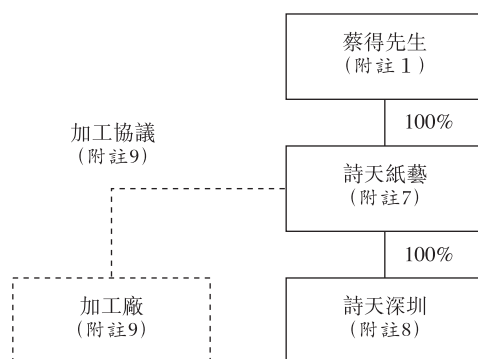 蔡得先生
(附註 1)
100%
加工協議
(附註9)
詩天紙藝
(附註7)
100%
加工廠
(附註9)
詩天深圳
(附註8)